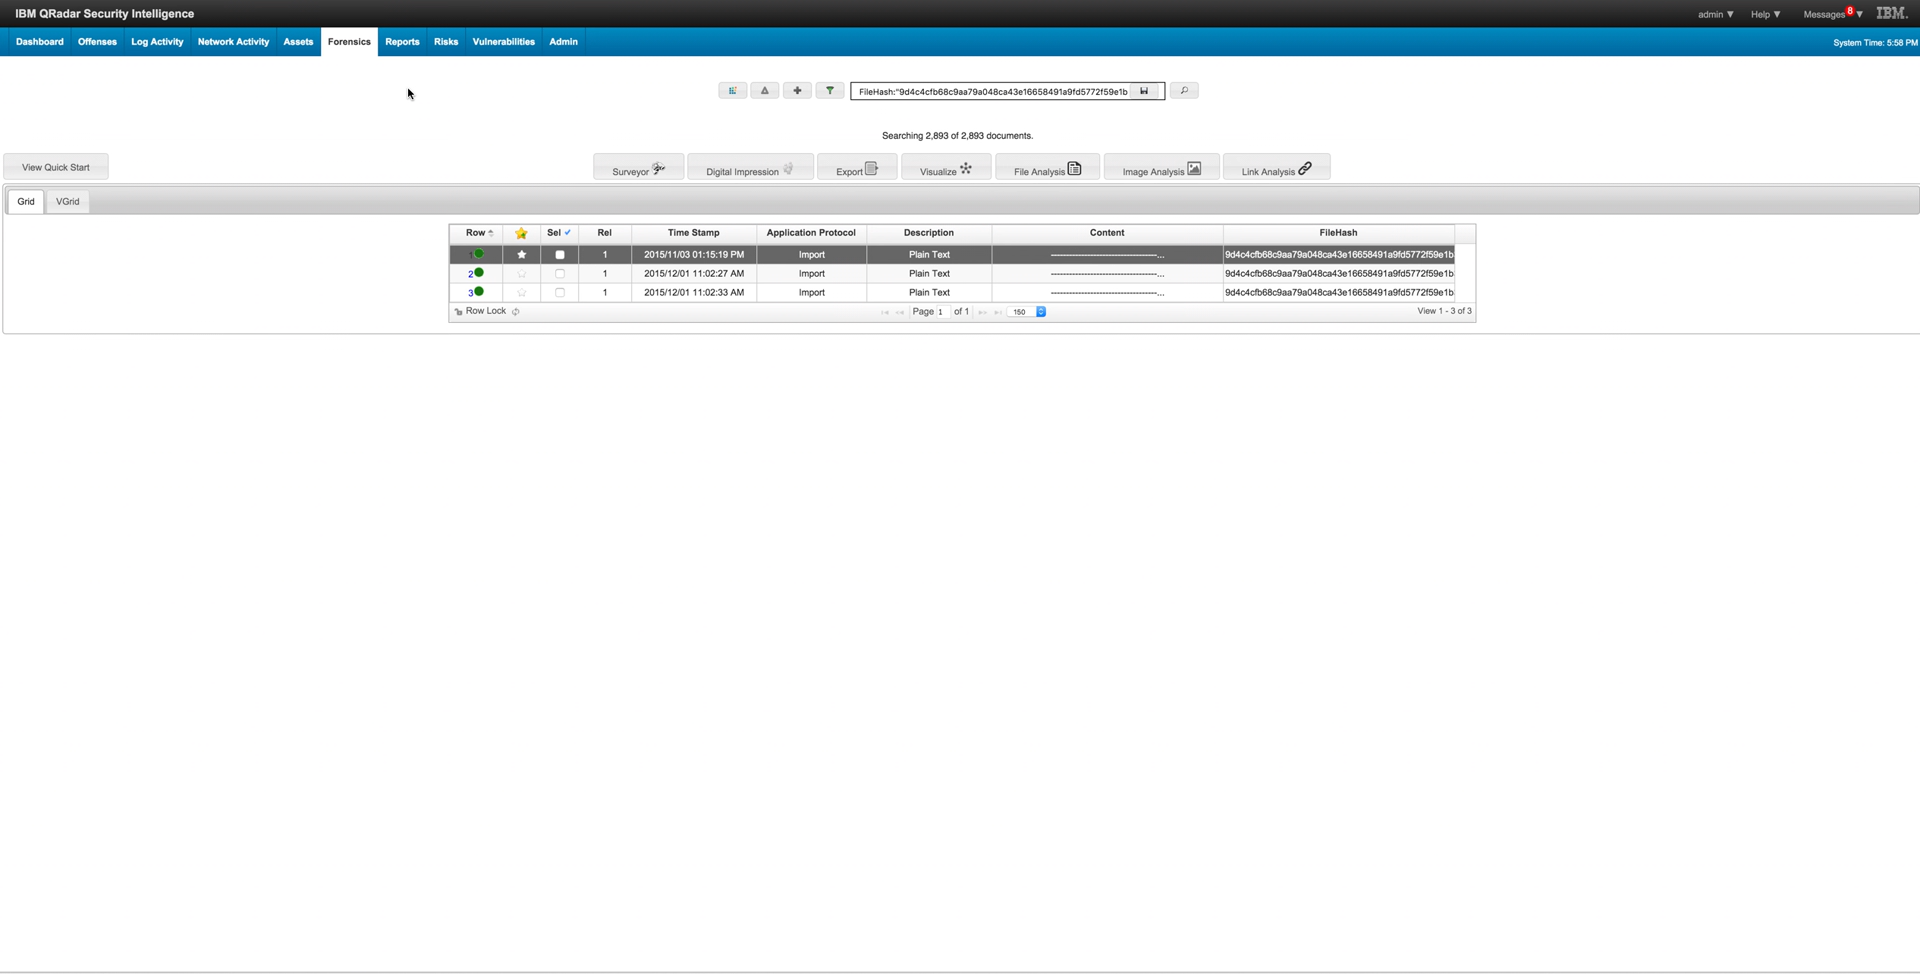 IBM QRadar Security Intelligence
admin ▼ Help ▼ Messages 8 ▼ IBM.
Dashboard Offenses Log Activity Network Activity Assets Forensics Reports Risks Vulnerabilities Admin
System Time: 5:58 PM
FileHash:"9d4c4cfb68c9aa79a048ca43e16658491a9fd5772f59e1b
Searching 2,893 of 2,893 documents.
View Quick Start Surveyor Digital Impression Export Visualize File Analysis Image Analysis Link Analysis
Grid VGrid
Row Sel Rel Time Stamp Application Protocol Description Content FileHash
1 1 2015/11/03 01:15:19 PM Import Plain Text -----------------------------------... 9d4c4cfb68c9aa79a048ca43e16658491a9fd5772f59e1b
2 1 2015/12/01 11:02:27 AM Import Plain Text -----------------------------------... 9d4c4cfb68c9aa79a048ca43e16658491a9fd5772f59e1b
3 1 2015/12/01 11:02:33 AM Import Plain Text -----------------------------------... 9d4c4cfb68c9aa79a048ca43e16658491a9fd5772f59e1b
Row Lock Page 1 of 1 150 View 1 - 3 of 3